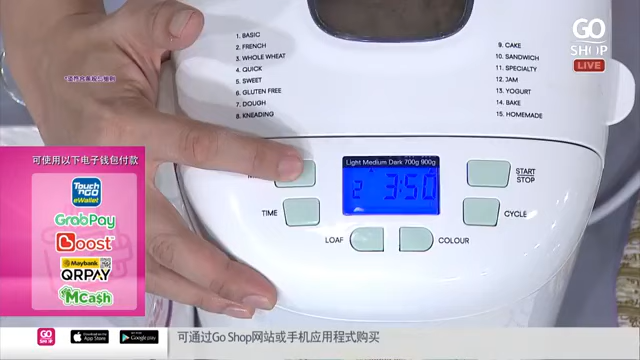 1. BASIC
2. FRENCH
3. WHOLE WHEAT
4. QUICK
5. SWEET
6. GLUTEN FREE
7. DOUGH
8. KNEADING
9. CAKE
10. SANDWICH
11. SPECIALTY
12. JAM
13. YOGURT
14. BAKE
15. HOMEMADE
GO
SHOP
LIVE
Light Medium Dark 700g 900g
2 3:50
START
STOP
TIME
CYCLE
LOAF
COLOUR
可使用以下电子钱包付款
Touch 'n GO
eWallet
GrabPay
Boost
Maybank
QRPAY
MCa$h
GO
SHOP
App Store
Google Play
可通过Go Shop网站或手机应用程式购买